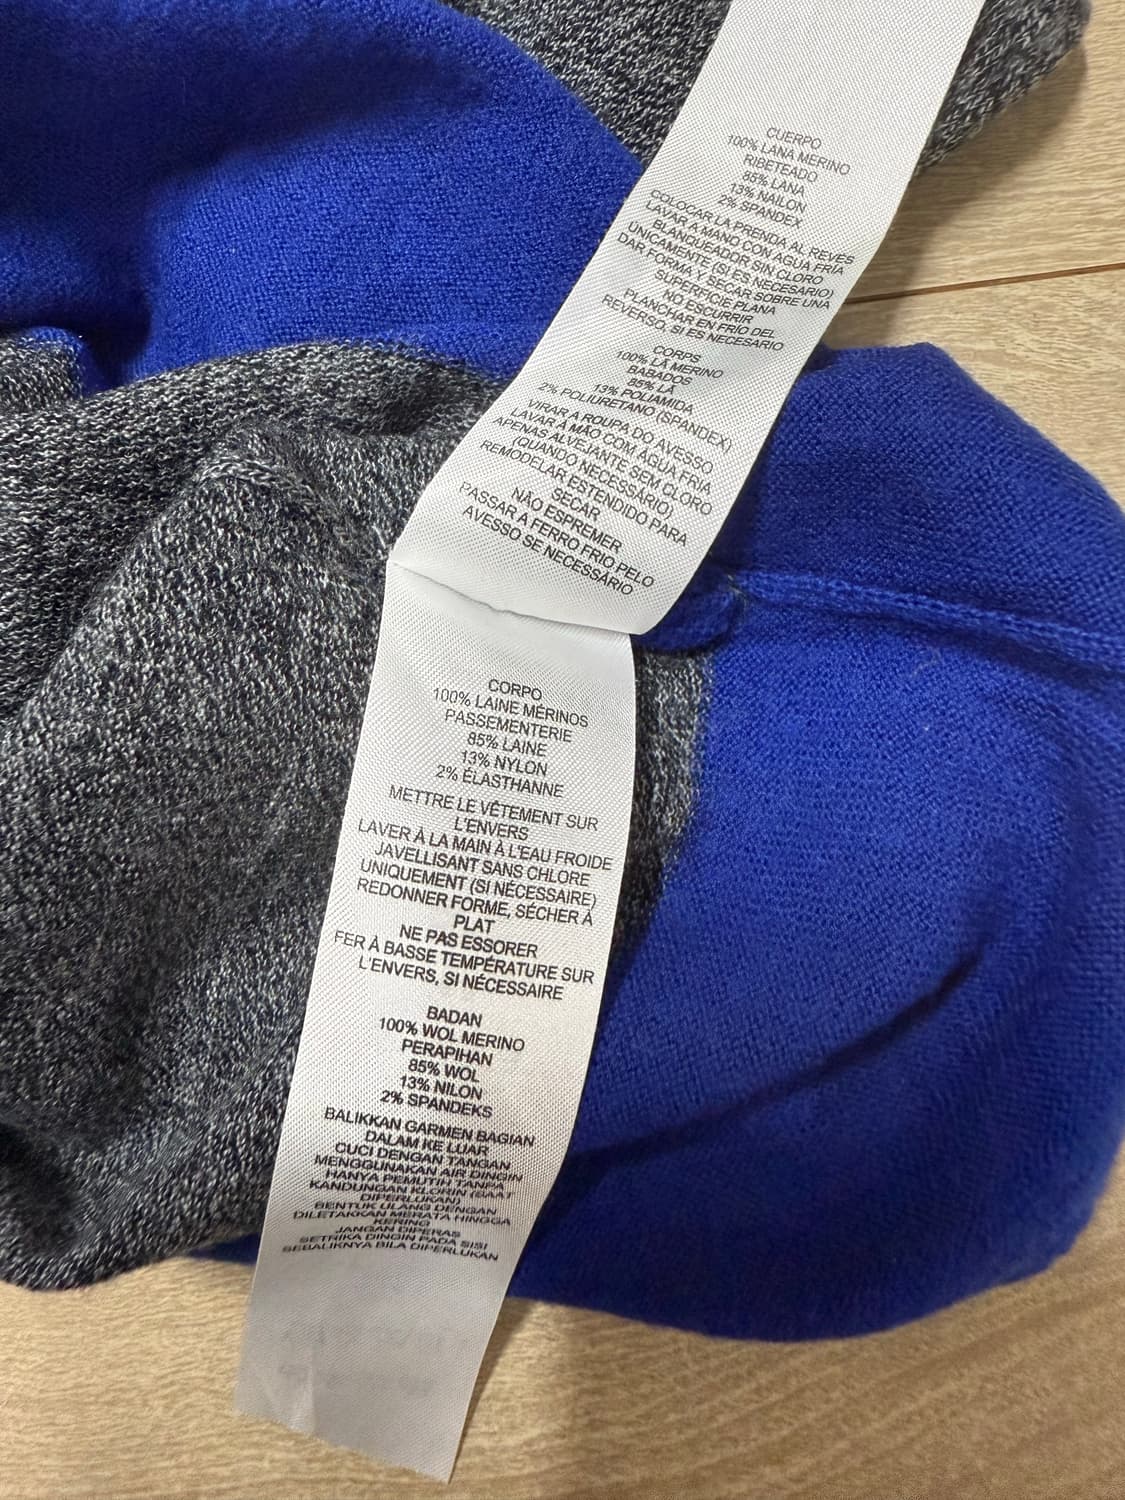 CUERPO
100% LANA MERINO
RIBETEADO
85% LANA
13% NAILON
2% SPANDEX
COLOCAR LA PRENDA AL REVES
LAVAR A MANO CON AGUA FRÍA
BLANQUEADOR SIN CLORO
ÚNICAMENTE (SI ES NECESARIO)
DAR FORMA Y SECAR SOBRE UNA
SUPERFICIE PLANA
NO ESCURRIR
PLANCHAR EN FRÍO DEL
REVERSO, SI ES NECESARIO
CORPS
100% LÃ MERINO
BABADOS
85% LÃ
13% POLIAMIDA
2% POLIURETANO (SPANDEX)
VIRAR A ROUPA DO AVESSO
LAVAR À MÃO COM ÁGUA FRIA
APENAS ALVEJANTE SEM CLORO
(QUANDO NECESSÁRIO)
REMODELAR ESTENDIDO PARA
SECAR
NÃO ESPREMER
PASSAR A FERRO FRIO PELO
AVESSO SE NECESSÁRIO
CORPO
100% LAINE MÉRINOS
PASSEMENTERIE
85% LAINE
13% NYLON
2% ÉLASTHANNE
METTRE LE VÊTEMENT SUR
L'ENVERS
LAVER À LA MAIN À L'EAU FROIDE
JAVELLISANT SANS CHLORE
UNIQUEMENT (SI NÉCESSAIRE)
REDONNER FORME, SÉCHER À
PLAT
NE PAS ESSORER
FER À BASSE TEMPÉRATURE SUR
L'ENVERS, SI NÉCESSAIRE
BADAN
100% WOL MERINO
PERAPIHAN
85% WOL
13% NILON
2% SPANDEKS
BALIKKAN GARMEN BAGIAN
DALAM KE LUAR
CUCI DENGAN TANGAN
MENGGUNAKAN AIR DINGIN
HANYA PEMUTIH TANPA
KANDUNGAN KLORIN (SAAT
DIPERLUKAN)
BENTUK ULANG DENGAN
DILETAKKAN MERATA HINGGA
KERING
JANGAN DIPERAS
SETRIKA DINGIN PADA SISI
SEBALIKNYA BILA DIPERLUKAN